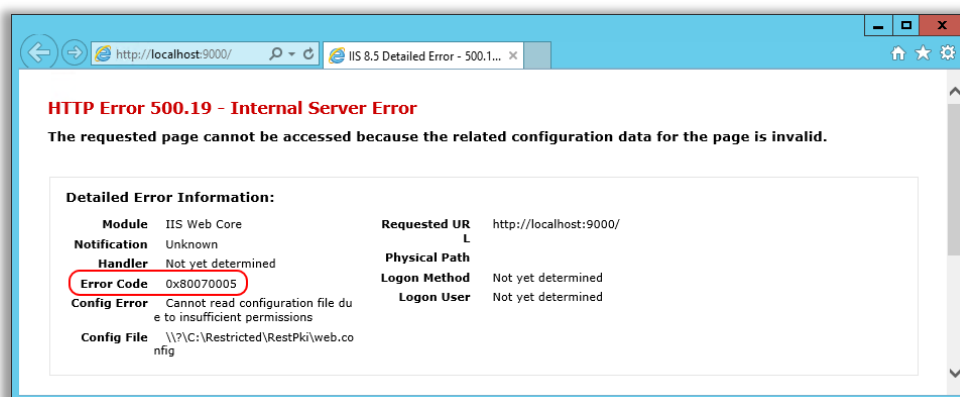 http://localhost:9000/
IIS 8.5 Detailed Error - 500.1...
HTTP Error 500.19 - Internal Server Error
The requested page cannot be accessed because the related configuration data for the page is invalid.
Detailed Error Information:
Module IIS Web Core
Notification Unknown
Handler Not yet determined
Error Code 0x80070005
Config Error Cannot read configuration file du
e to insufficient permissions
Config File \\?\C:\Restricted\RestPki\web.co
nfig
Requested UR http://localhost:9000/
L
Physical Path
Logon Method Not yet determined
Logon User Not yet determined